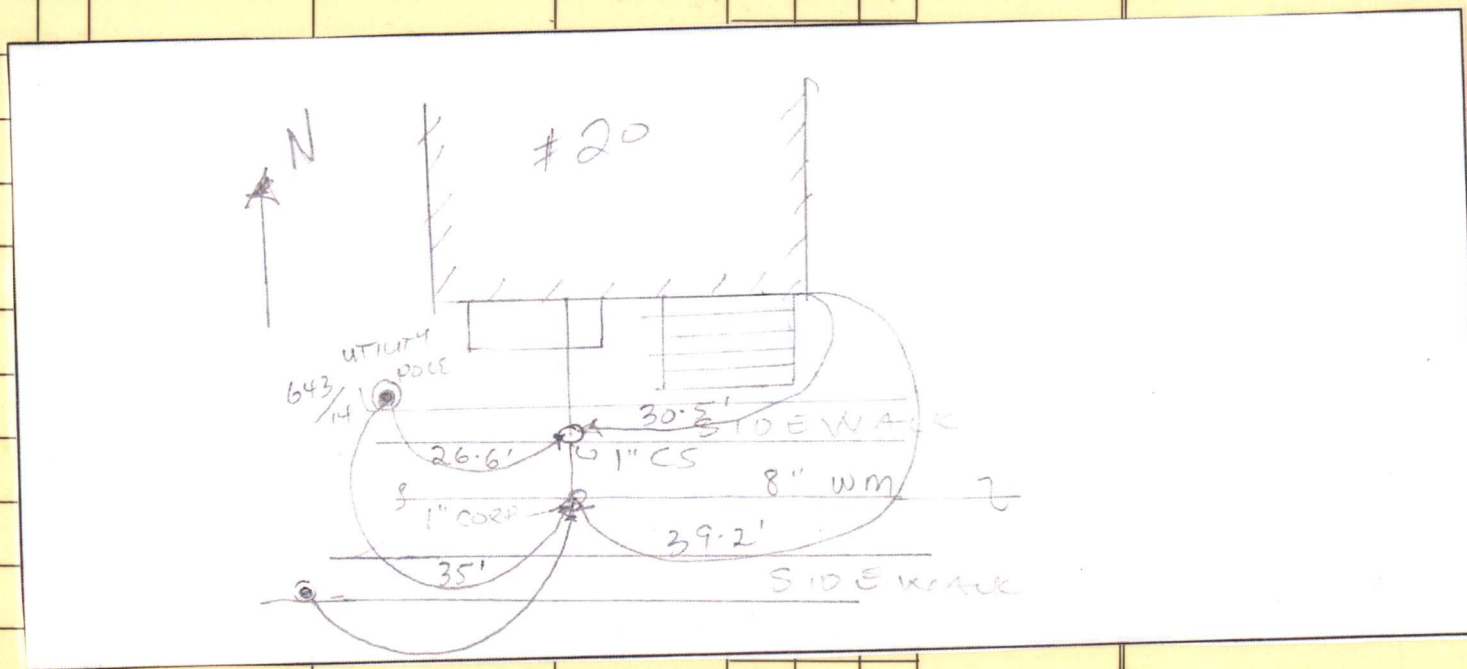 N
# 20
UTILITY
POLE
643/14
30.5'
SIDEWALK
26.6'
1" CS
8" WM
1" CORP
39.2'
35'
SIDEWALK